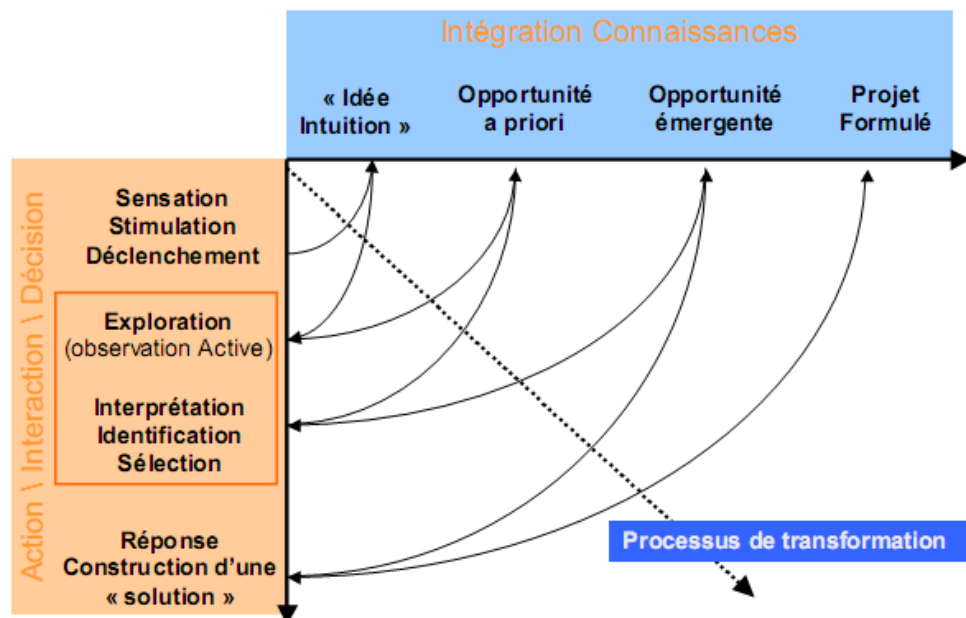 Intégration Connaissances
« Idée
Intuition »
Opportunité
a priori
Opportunité
émergente
Projet
Formulé
Action \ Interaction \ Décision
Sensation
Stimulation
Déclenchement
Exploration
(observation Active)
Interprétation
Identification
Sélection
Réponse
Construction d'une
« solution »
Processus de transformation